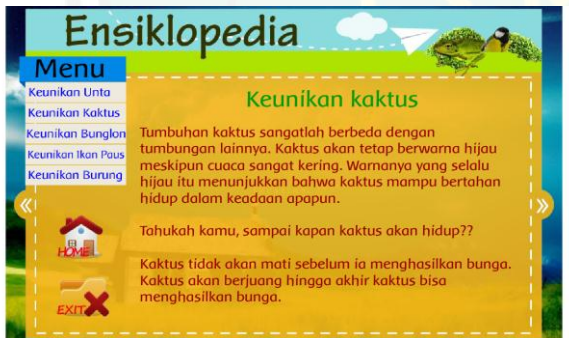 Ensiklopedia
Menu
Keunikan Unta
Keunikan Kaktus
Keunikan Bunglon
Keunikan Ikan Paus
Keunikan Burung
Keunikan kaktus
Tumbuhan kaktus sangatlah berbeda dengan
tumbungan lainnya. Kaktus akan tetap berwarna hijau
meskipun cuaca sangat kering. Warnanya yang selalu
hijau itu menunjukkan bahwa kaktus mampu bertahan
hidup dalam keadaan apapun.
Tahukah kamu, sampai kapan kaktus akan hidup??
Kaktus tidak akan mati sebelum ia menghasilkan bunga.
Kaktus akan berjuang hingga akhir kaktus bisa
menghasilkan bunga.
HOME
EXIT